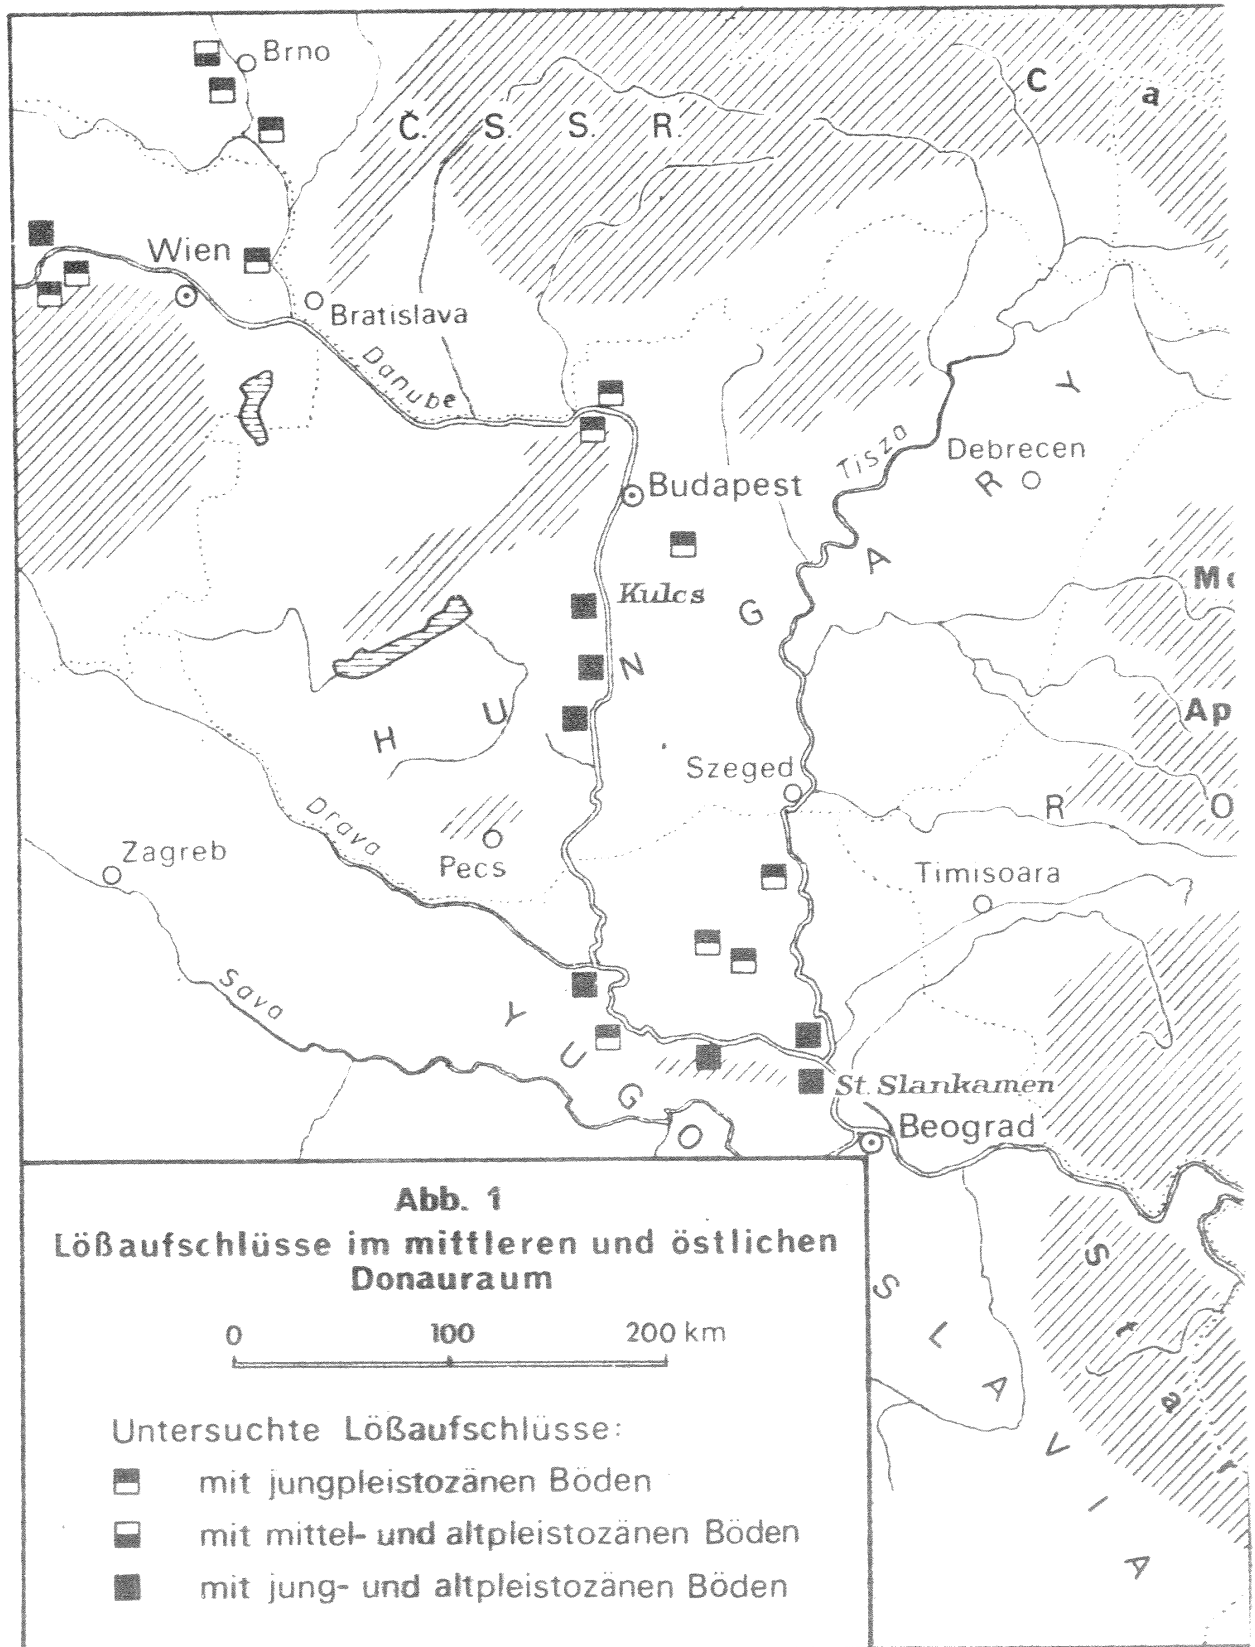 Brno
C a
Č. S. S. R.
Wien
Bratislava
Danube
Tisza
Debrecen
Budapest
Kulcs
H U N G A R Y
Szeged
Drava
Pecs
Zagreb
Timisoara
R O
Ap
Sava
St. Slankamen
Beograd
Y U G O S L A V I A
S t a r
Abb. 1
Lößaufschlüsse im mittleren und östlichen
Donauraum
0 100 200 km
Untersuchte Lößaufschlüsse:
mit jungpleistozänen Böden
mit mittel- und altpleistozänen Böden
mit jung- und altpleistozänen Böden